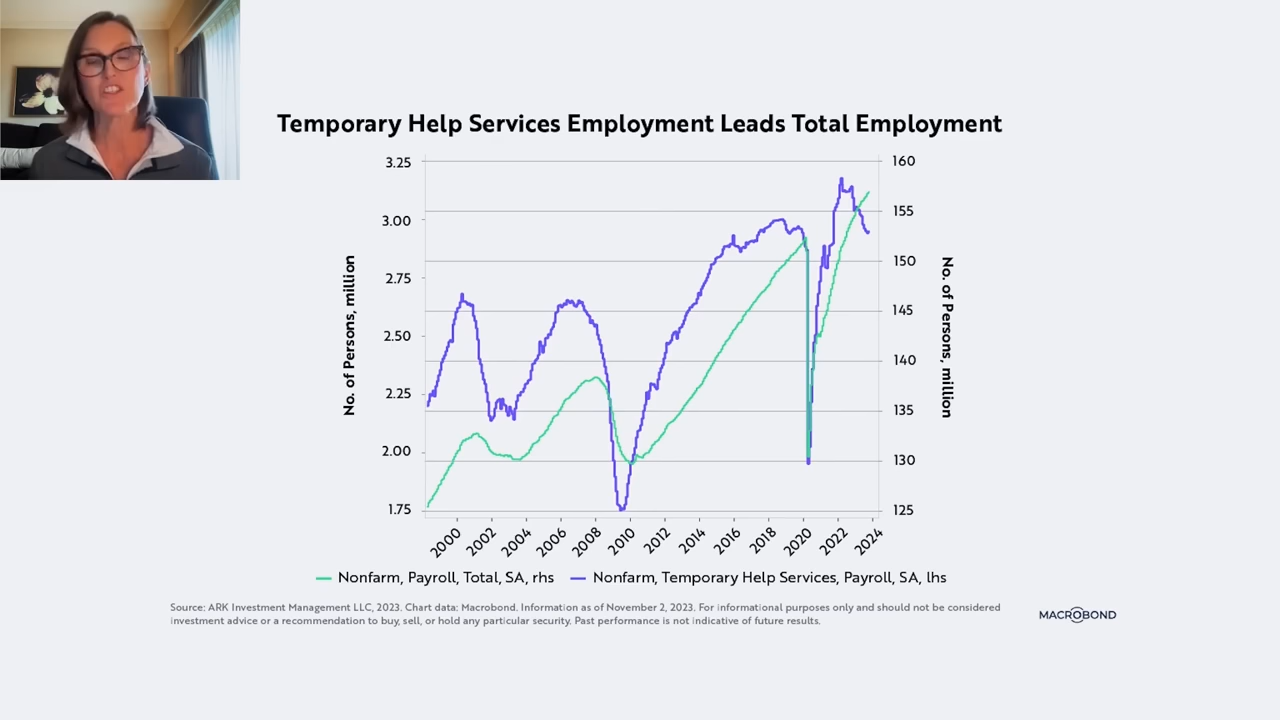 Temporary Help Services Employment Leads Total Employment
3.25
3.00
2.75
2.50
2.25
2.00
1.75
No. of Persons, million
160
155
150
145
140
135
130
125
No. of Persons, million
2000 2002 2004 2006 2008 2010 2012 2014 2016 2018 2020 2022 2024
Nonfarm, Payroll, Total, SA, rhs Nonfarm, Temporary Help Services, Payroll, SA, lhs
Source: ARK Investment Management LLC, 2023. Chart data: Macrobond. Information as of November 2, 2023. For informational purposes only and should not be considered
investment advice or a recommendation to buy, sell, or hold any particular security. Past performance is not indicative of future results.
MACROBOND